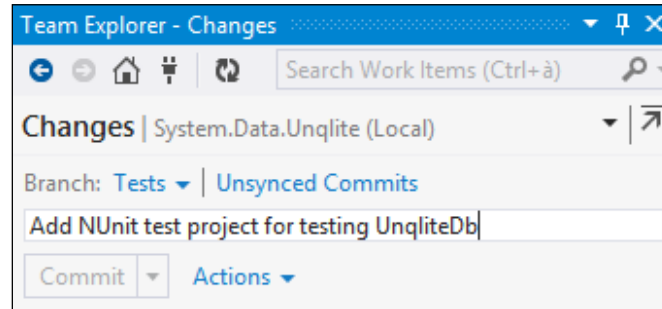 Team Explorer - Changes
Search Work Items (Ctrl+à)
Changes | System.Data.Unqlite (Local)
Branch: Tests | Unsynced Commits
Add NUnit test project for testing UnqliteDb
Commit Actions